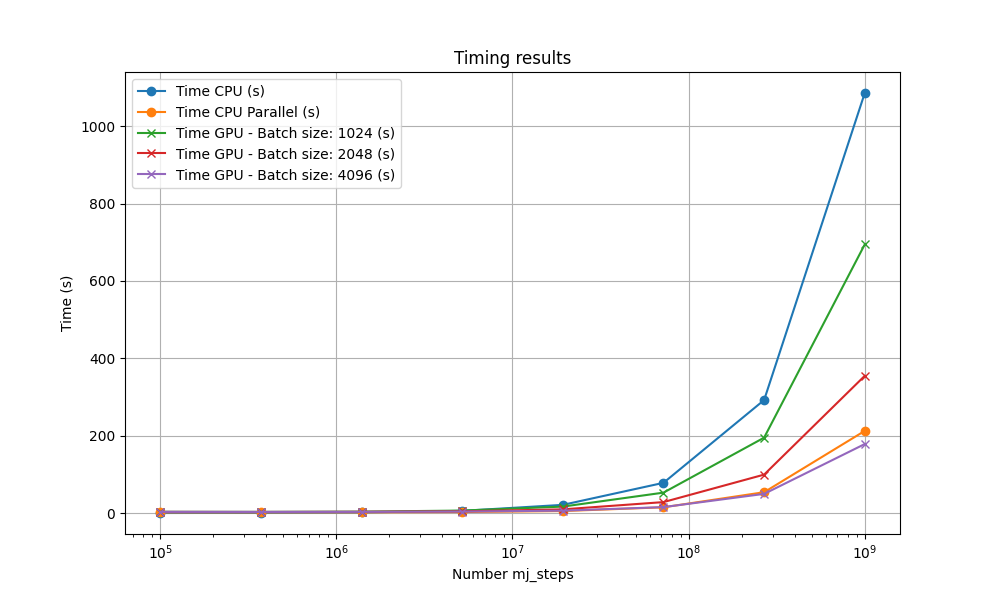 Timing results
Time CPU (s)
Time CPU Parallel (s)
Time GPU - Batch size: 1024 (s)
Time GPU - Batch size: 2048 (s)
Time GPU - Batch size: 4096 (s)
1000
800
600
400
200
0
Time (s)
10⁵ 10⁶ 10⁷ 10⁸ 10⁹
Number mj_steps